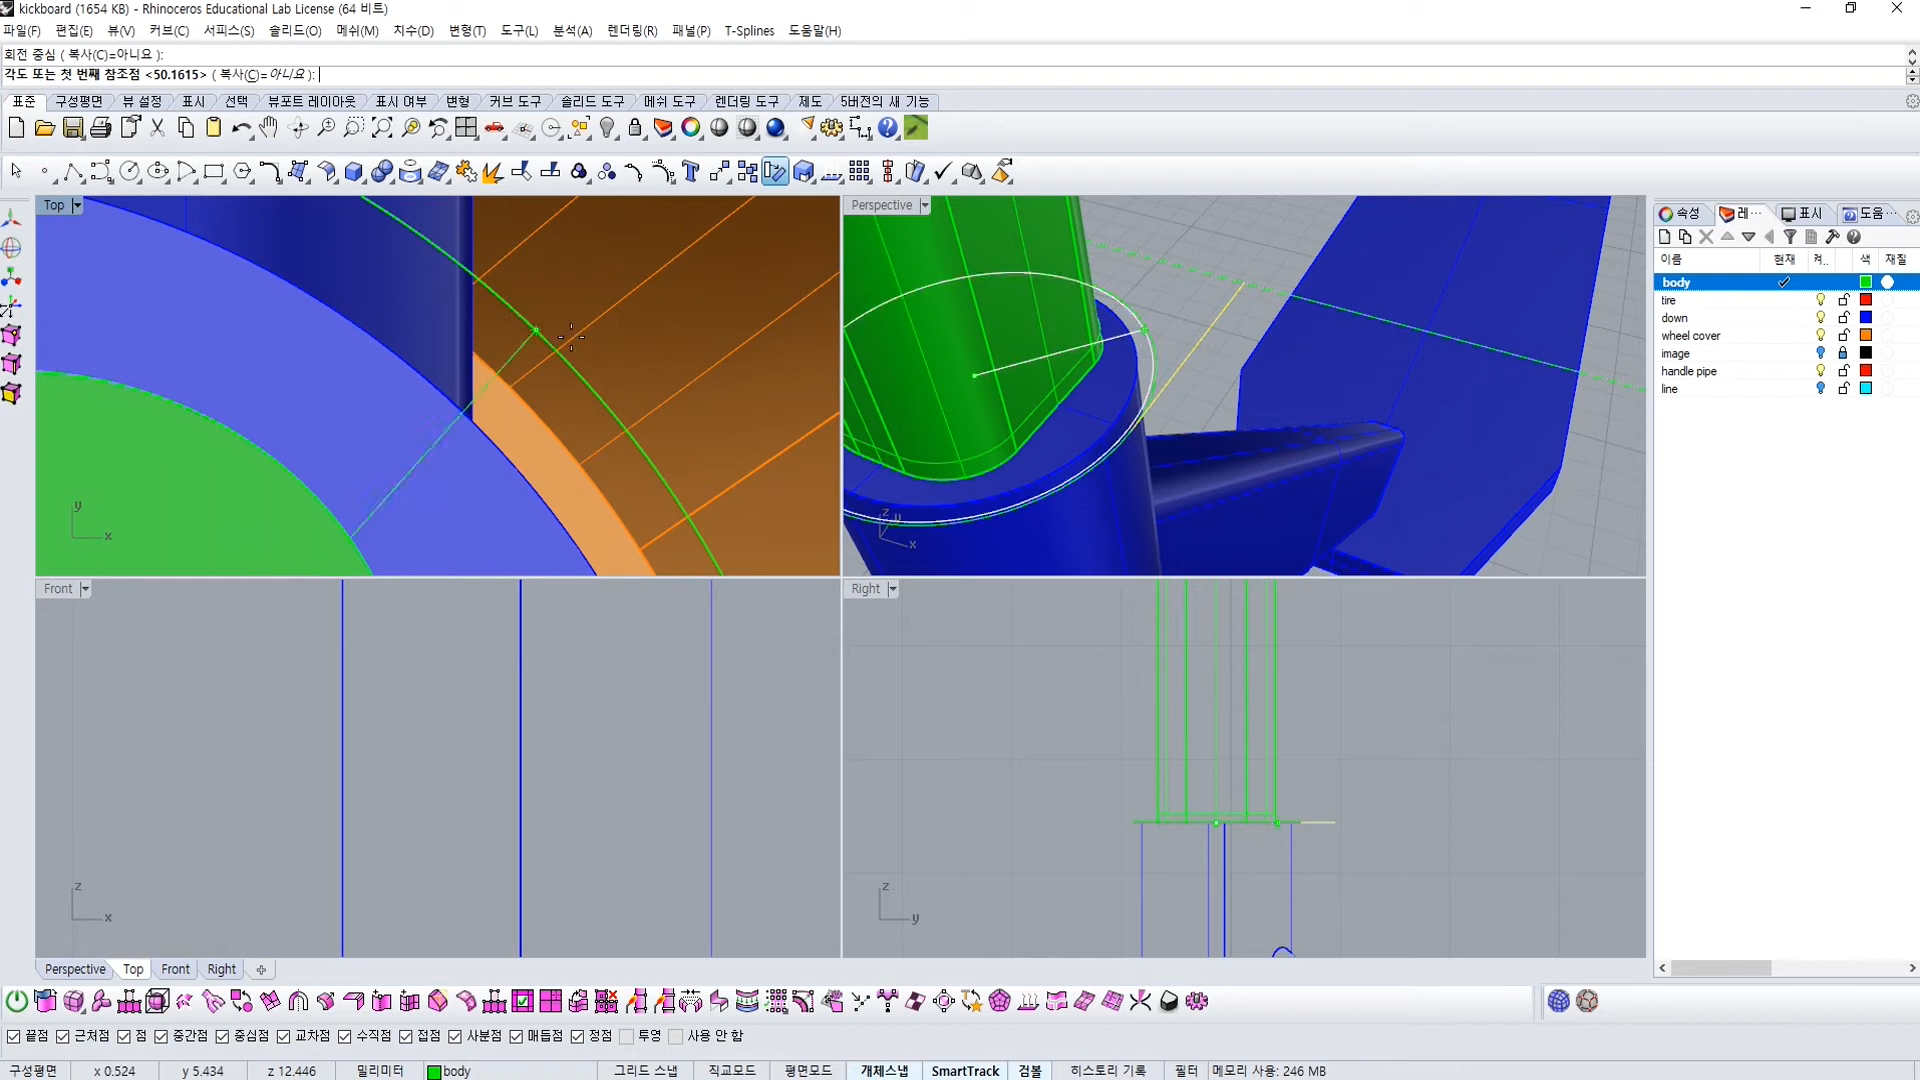 kickboard (1654 KB) - Rhinoceros Educational Lab License (64 비트)
파일(F) 편집(E) 뷰(V) 커브(C) 서피스(S) 솔리드(O) 메쉬(M) 치수(D) 변형(T) 도구(L) 분석(A) 렌더링(R) 패널(P) T-Splines 도움말(H)
회전 중심 ( 복사(C)=아니요 ):
각도 또는 첫 번째 참조점 <50.1615> ( 복사(C)=아니요 ):
표준 구성평면 뷰 설정 표시 선택 뷰포트 레이아웃 표시 여부 변형 커브 도구 솔리드 도구 메쉬 도구 렌더링 도구 제도 5버전의 새 기능
Top
Perspective
속성 레··· 표시 도움···
이름 현재 켜.. 색 재질
body
tire
down
wheel cover
image
handle pipe
line
y
x
z
y
x
Front
Right
z
x
z
y
Perspective Top Front Right
끝점 근처점 점 중간점 중심점 교차점 수직점 접점 사분점 매듭점 정점 투영 사용 안 함
구성평면 x 0.524 y 5.434 z 12.446 밀리미터 body 그리드 스냅 직교모드 평면모드 개체스냅 SmartTrack 검볼 히스토리 기록 필터 메모리 사용: 246 MB